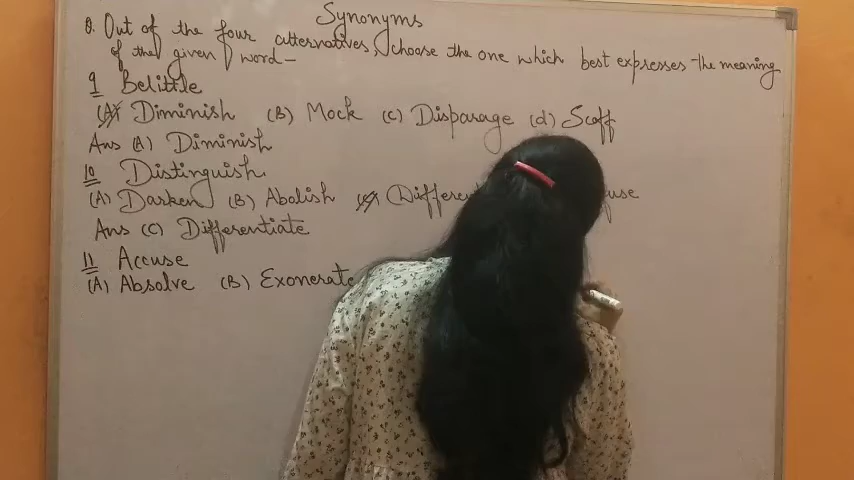 Synonyms
Q. Out of the four alternatives, choose the one which best expresses the meaning
of the given word-
9 Belittle
(A) Diminish (B) Mock (c) Disparage (d) Scoff
Ans (A) Diminish
10 Distinguish.
(A) Darken (B) Abolish (c) Differe use
Ans (C) Differentiate
11 Accuse
(A) Absolve (B) Exonerate